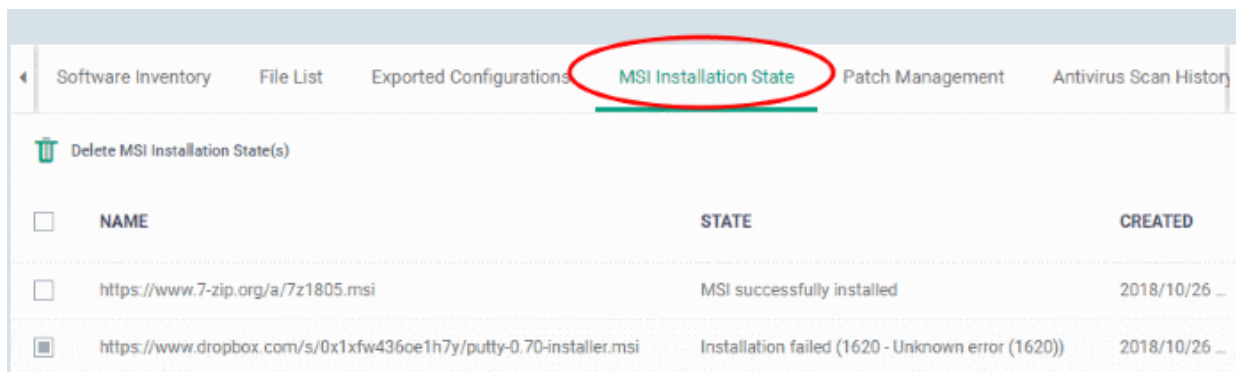 Software Inventory File List Exported Configurations MSI Installation State Patch Management Antivirus Scan History
Delete MSI Installation State(s)
NAME STATE CREATED
https://www.7-zip.org/a/7z1805.msi MSI successfully installed 2018/10/26 ...
https://www.dropbox.com/s/0x1xfw436oe1h7y/putty-0.70-installer.msi Installation failed (1620 - Unknown error (1620)) 2018/10/26 ...